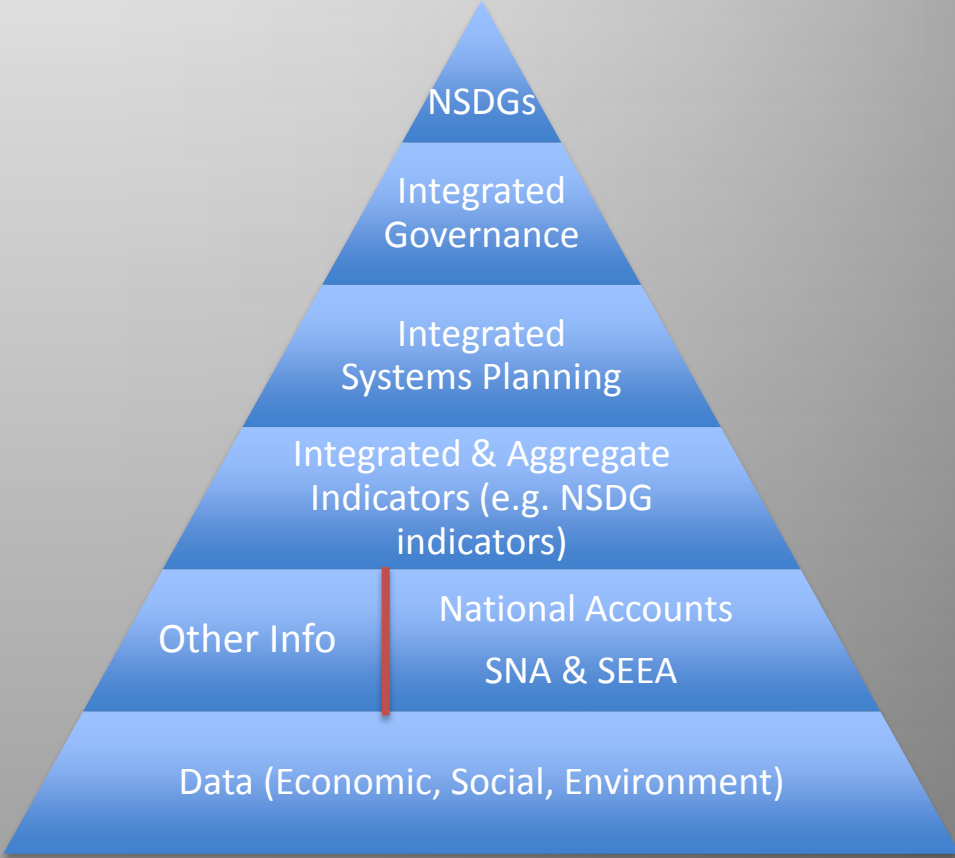 NSDGs
Integrated
Governance
Integrated
Systems Planning
Integrated & Aggregate
Indicators (e.g. NSDG
indicators)
Other Info
National Accounts
SNA & SEEA
Data (Economic, Social, Environment)